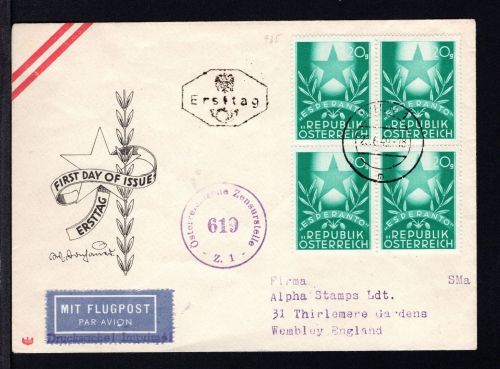 435
Ersttag
20g 20g
ESPERANTO ESPERANTO
REPUBLIK REPUBLIK
ÖSTERREICH ÖSTERREICH
20g 20g
ESPERANTO ESPERANTO
REPUBLIK REPUBLIK
ÖSTERREICH ÖSTERREICH
FIRST DAY OF ISSUE
ERSTTAG
Österreichische Zensurstelle
619
- Z. 1 -
MIT FLUGPOST
PAR AVION
Drucksache!
Firma SMa
Alpha Stamps Ldt.
31 Thirlemere Gardens
Wembley, England